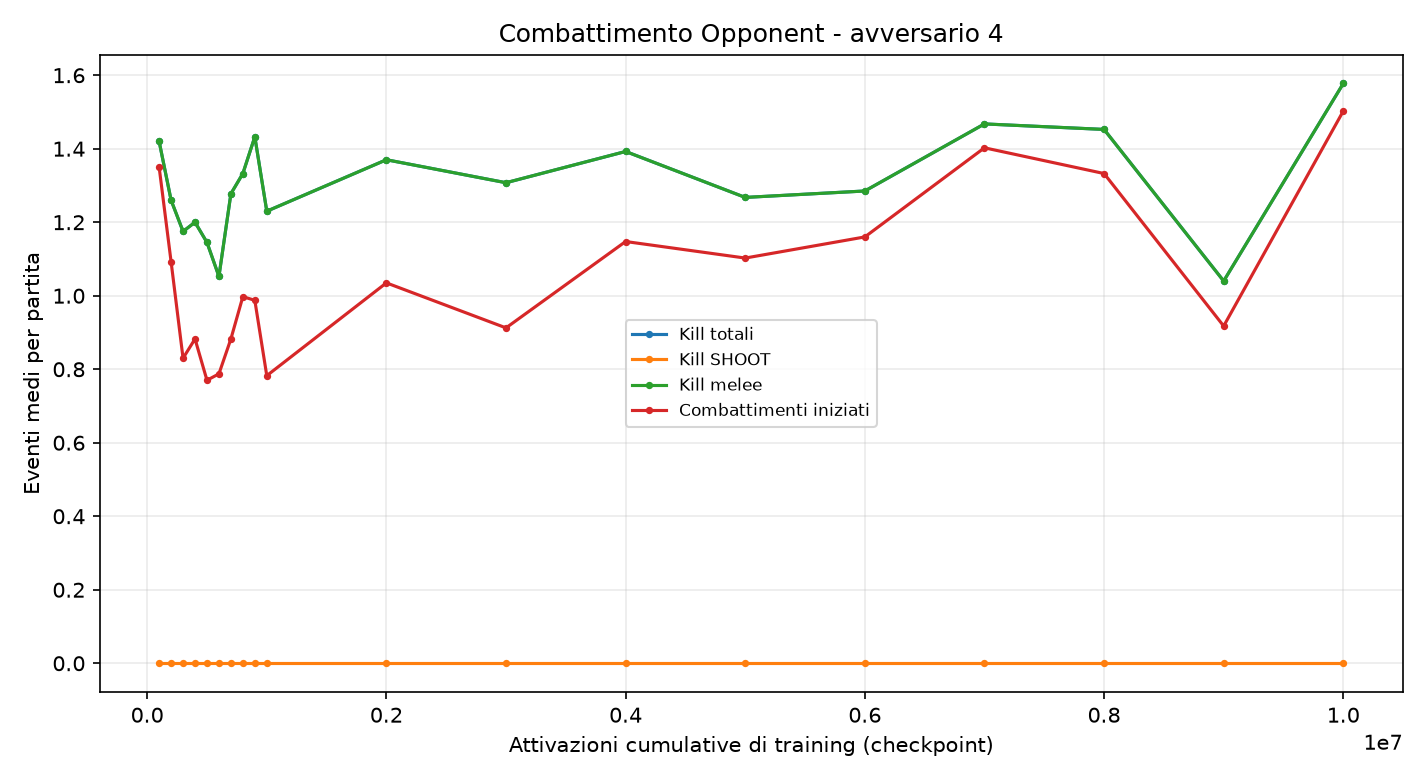 Combattimento Opponent - avversario 4
Eventi medi per partita
1.6
1.4
1.2
1.0
0.8
0.6
0.4
0.2
0.0
Kill totali
Kill SHOOT
Kill melee
Combattimenti iniziati
0.0 0.2 0.4 0.6 0.8 1.0
1e7
Attivazioni cumulative di training (checkpoint)